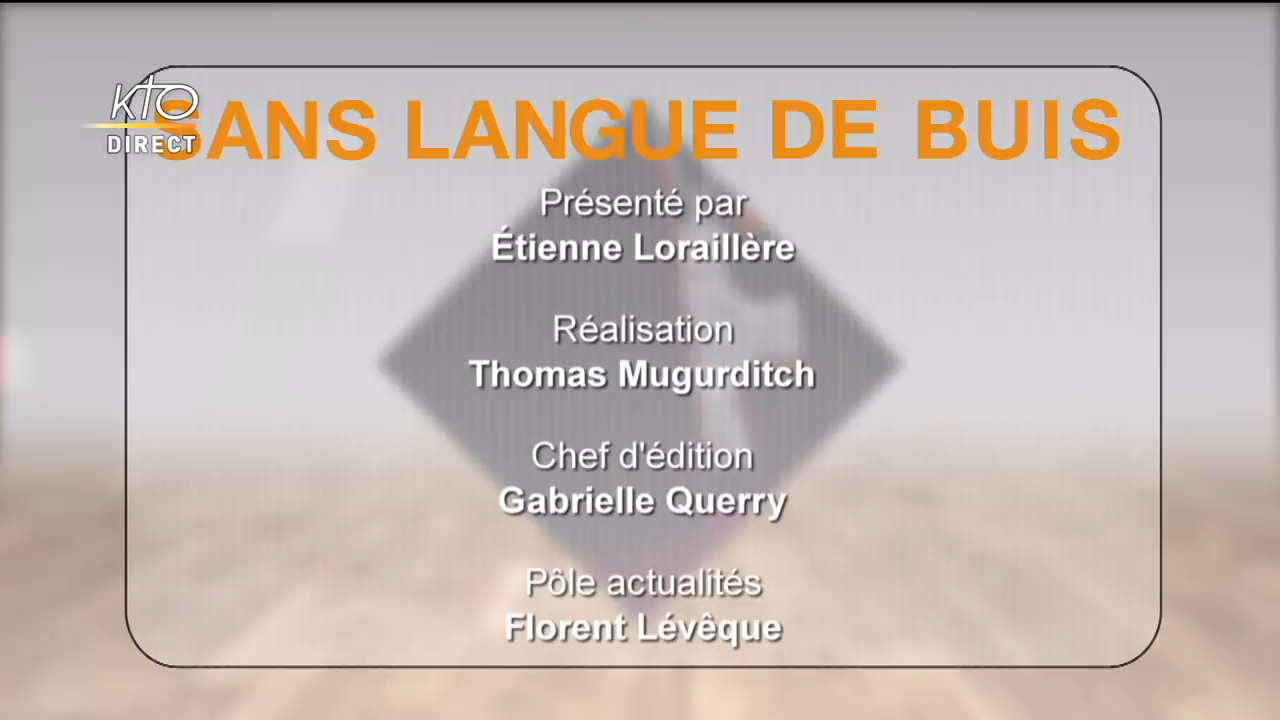 KTO
DIRECT
SANS LANGUE DE BUIS
Présenté par
Étienne Loraillère
Réalisation
Thomas Mugurditch
Chef d'édition
Gabrielle Querry
Pôle actualités
Florent Lévêque